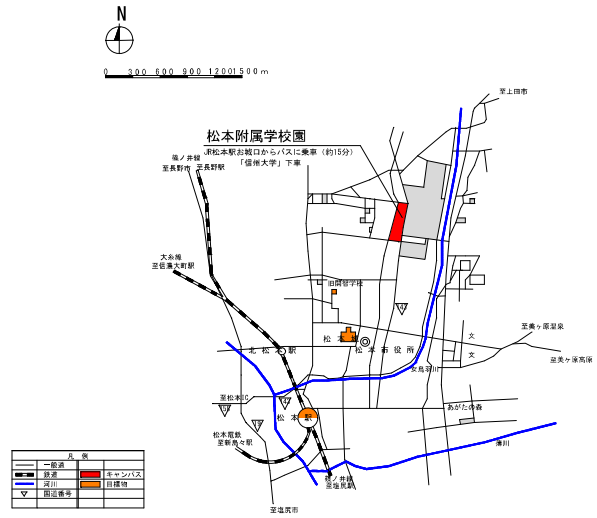 N
0 300 600 900 1200 1500m
至上田市
松本附属学校園
JR松本駅お城口からバスに乗車（約15分）
「信州大学」下車
篠ノ井線
至長野市 至長野駅
大糸線
至信濃大町駅
旧開智学校
143
松本城
松本市役所
北松本駅
女鳥羽川
文
文
至美ヶ原温泉
至美ヶ原高原
至松本IC
143
19
松本駅
あがたの森
松本電鉄
至新島々駅
薄川
篠ノ井線
至塩尻駅
至塩尻市
凡 例
一般道
鉄道 キャンパス
河川 目標物
国道番号